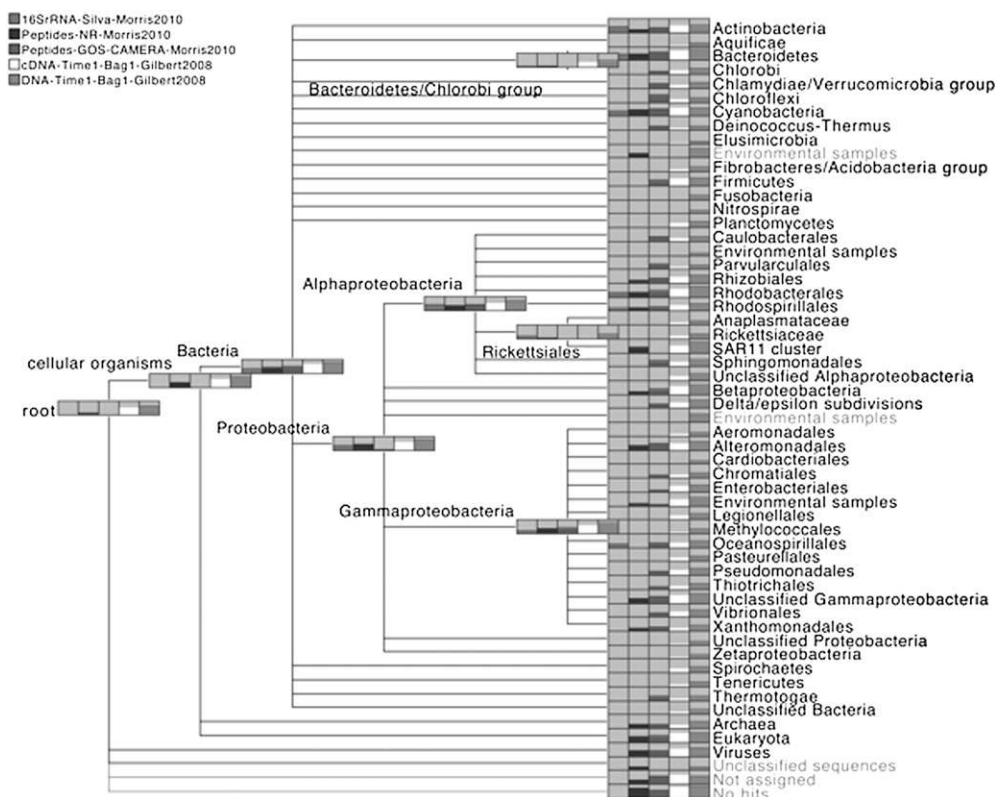 16SrRNA-Silva-Morris2010
Peptides-NR-Morris2010
Peptides-GOS-CAMERA-Morris2010
cDNA-Time1-Bag1-Gilbert2008
DNA-Time1-Bag1-Gilbert2008
Actinobacteria
Aquificae
Bacteroidetes
Chlorobi
Bacteroidetes/Chlorobi group
Chlamydiae/Verrucomicrobia group
Chloroflexi
Cyanobacteria
Deinococcus-Thermus
Elusimicrobia
Environmental samples
Fibrobacteres/Acidobacteria group
Firmicutes
Fusobacteria
Nitrospirae
Planctomycetes
Caulobacterales
Environmental samples
Parvularculales
Alphaproteobacteria
Rhizobiales
Rhodobacterales
Rhodospirillales
Anaplasmataceae
Rickettsiaceae
Rickettsiales
SAR11 cluster
Bacteria
cellular organisms
Sphingomonadales
Unclassified Alphaproteobacteria
Betaproteobacteria
Delta/epsilon subdivisions
root
Environmental samples
Proteobacteria
Aeromonadales
Alteromonadales
Cardiobacteriales
Chromatiales
Enterobacteriales
Environmental samples
Gammaproteobacteria
Legionellales
Methylococcales
Oceanospirillales
Pasteurellales
Pseudomonadales
Thiotrichales
Unclassified Gammaproteobacteria
Vibrionales
Xanthomonadales
Unclassified Proteobacteria
Zetaproteobacteria
Spirochaetes
Tenericutes
Thermotogae
Unclassified Bacteria
Archaea
Eukaryota
Viruses
Unclassified sequences
Not assigned
No hits